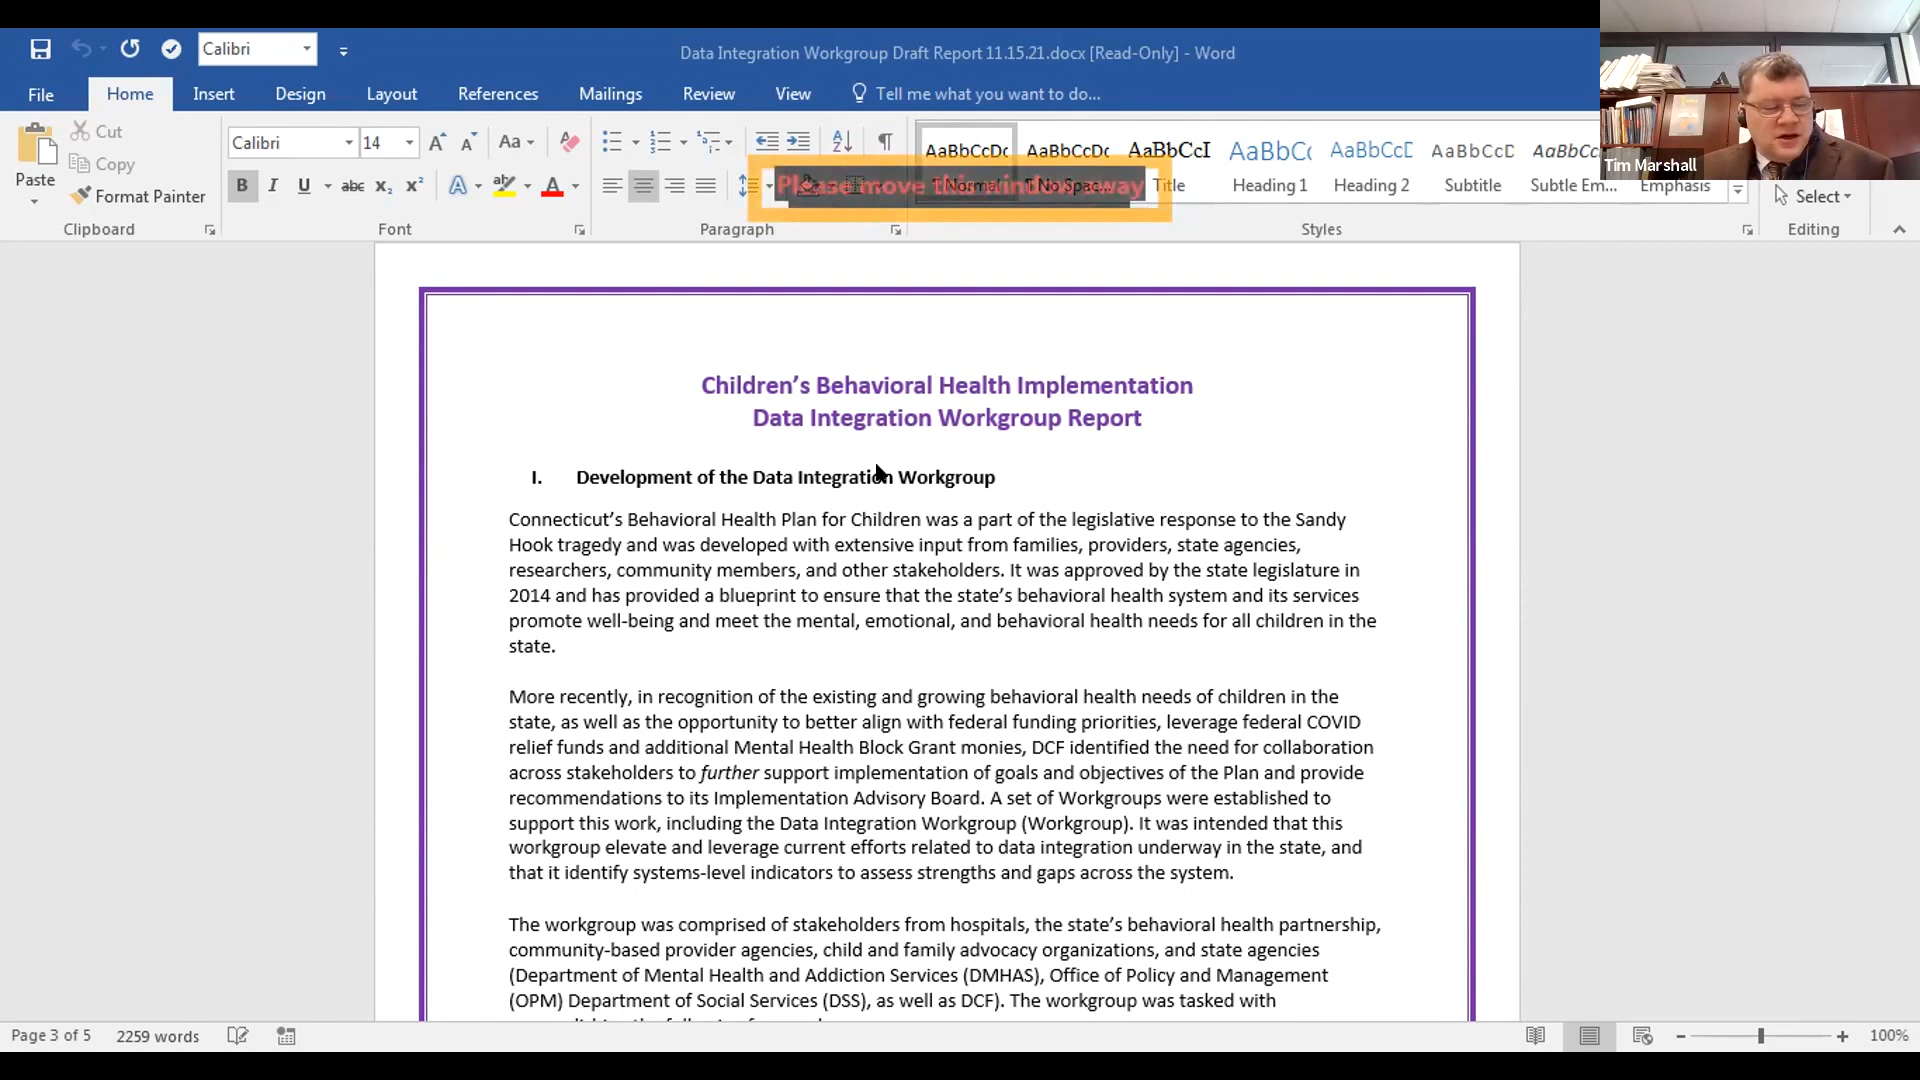 Calibri
Data Integration Workgroup Draft Report 11.15.21.docx [Read-Only] - Word
File
Home
Insert
Design
Layout
References
Mailings
Review
View
Tell me what you want to do...
Tim Marshall
Paste
Cut
Copy
Format Painter
Calibri
14
Aa
B I U abc X₂ X²
A
A
AaBbCcDc
AaBbCcDc
AaBbCcI
AaBbCc
AaBbCcD
AaBbCcD
AaBbCc
Please move this window away
¶ Normal
¶ No Spac...
Title
Heading 1
Heading 2
Subtitle
Subtle Em...
Emphasis
Select
Clipboard
Font
Paragraph
Styles
Editing
Children’s Behavioral Health Implementation
Data Integration Workgroup Report
I. Development of the Data Integration Workgroup
Connecticut’s Behavioral Health Plan for Children was a part of the legislative response to the Sandy
Hook tragedy and was developed with extensive input from families, providers, state agencies,
researchers, community members, and other stakeholders. It was approved by the state legislature in
2014 and has provided a blueprint to ensure that the state’s behavioral health system and its services
promote well-being and meet the mental, emotional, and behavioral health needs for all children in the
state.
More recently, in recognition of the existing and growing behavioral health needs of children in the
state, as well as the opportunity to better align with federal funding priorities, leverage federal COVID
relief funds and additional Mental Health Block Grant monies, DCF identified the need for collaboration
across stakeholders to further support implementation of goals and objectives of the Plan and provide
recommendations to its Implementation Advisory Board. A set of Workgroups were established to
support this work, including the Data Integration Workgroup (Workgroup). It was intended that this
workgroup elevate and leverage current efforts related to data integration underway in the state, and
that it identify systems-level indicators to assess strengths and gaps across the system.
The workgroup was comprised of stakeholders from hospitals, the state’s behavioral health partnership,
community-based provider agencies, child and family advocacy organizations, and state agencies
(Department of Mental Health and Addiction Services (DMHAS), Office of Policy and Management
(OPM) Department of Social Services (DSS), as well as DCF). The workgroup was tasked with
Page 3 of 5
2259 words
100%